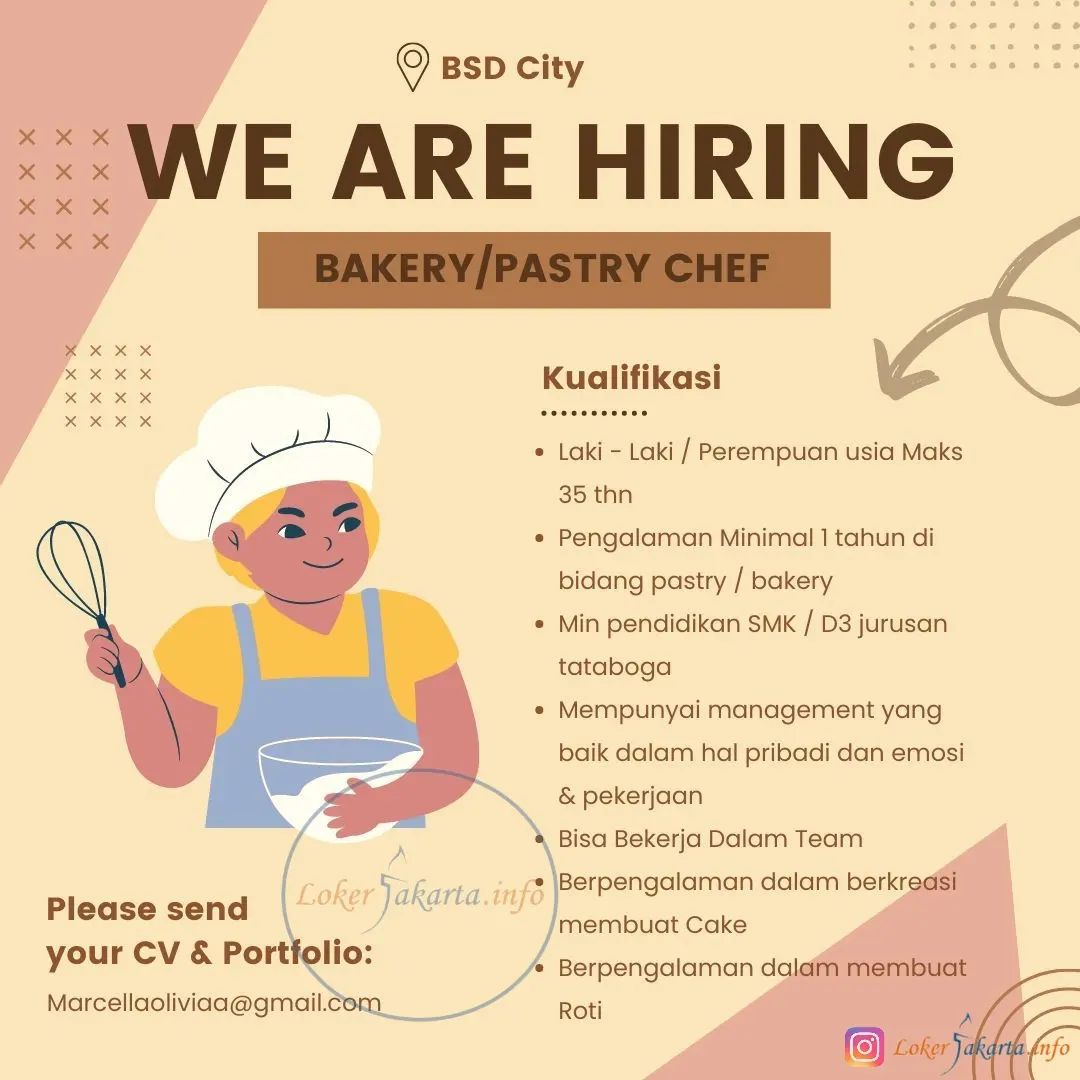 BSD City
WE ARE HIRING
BAKERY/PASTRY CHEF
Kualifikasi
Laki - Laki / Perempuan usia Maks
35 thn
Pengalaman Minimal 1 tahun di
bidang pastry / bakery
Min pendidikan SMK / D3 jurusan
tataboga
Mempunyai management yang
baik dalam hal pribadi dan emosi
& pekerjaan
Bisa Bekerja Dalam Team
Berpengalaman dalam berkreasi
membuat Cake
Berpengalaman dalam membuat
Roti
Please send
your CV & Portfolio:
Marcellaoliviaa@gmail.com
LokerJakarta.info
LokerJakarta.info